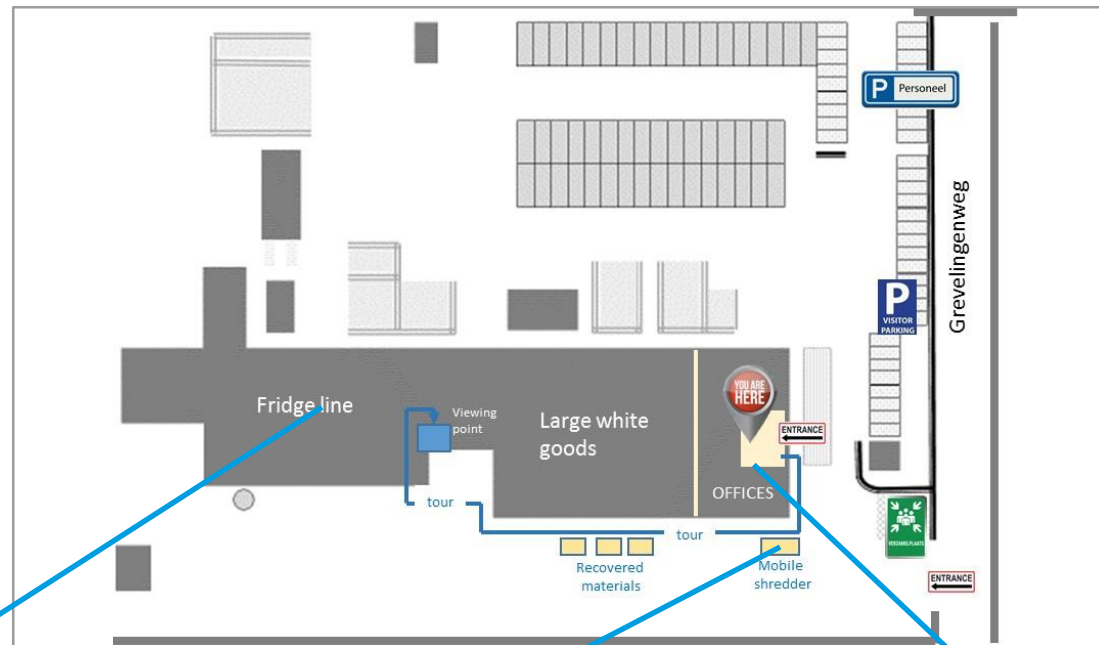 P Personeel
Grevelingenweg
P
VISITOR
PARKING
YOU ARE
HERE
Fridge line
Viewing
point
Large white
goods
ENTRANCE
OFFICES
tour
tour
VERZAMELPLAATS
Recovered
materials
Mobile
shredder
ENTRANCE